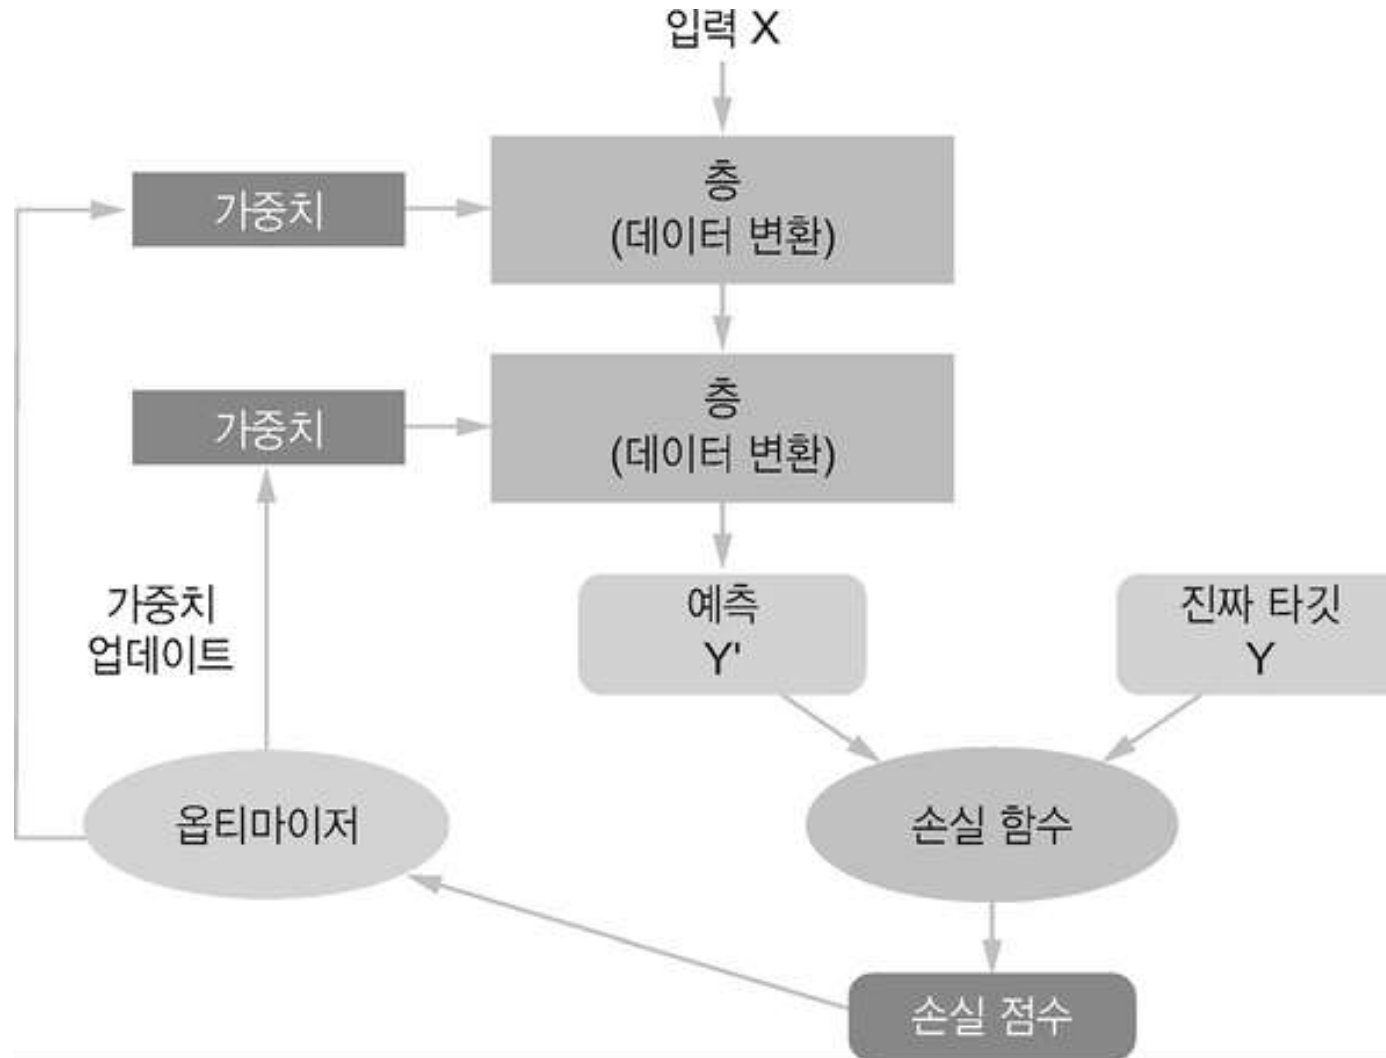 입력 X
가중치
층
(데이터 변환)
가중치
층
(데이터 변환)
가중치
업데이트
예측
Y'
진짜 타깃
Y
옵티마이저
손실 함수
손실 점수